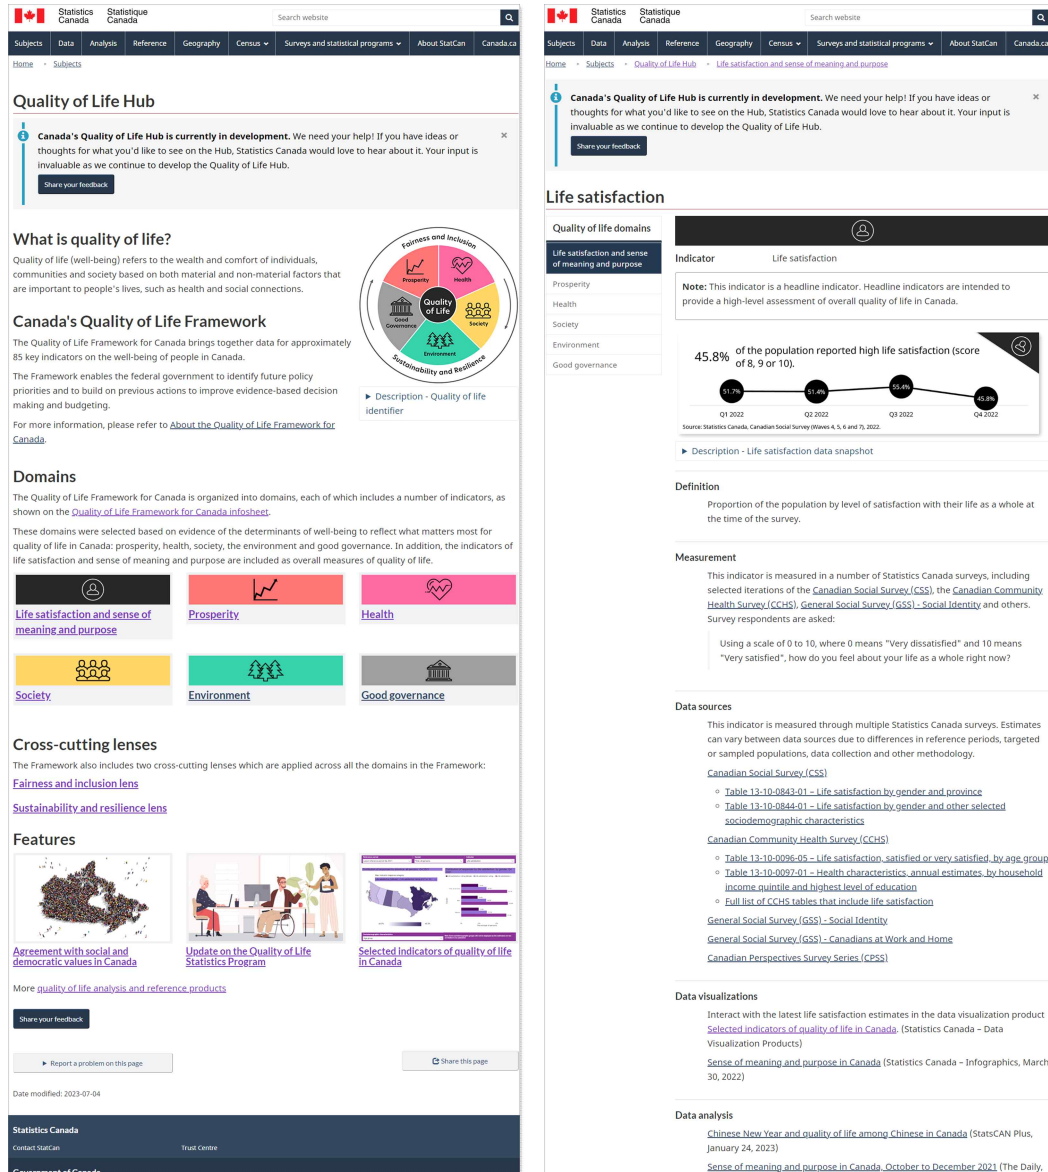 Statistics Canada
Statistique Canada
Search website
Subjects
Data
Analysis
Reference
Geography
Census
Surveys and statistical programs
About StatCan
Canada.ca
Home
Subjects
Quality of Life Hub
Canada's Quality of Life Hub is currently in development. We need your help! If you have ideas or
thoughts for what you'd like to see on the Hub, Statistics Canada would love to hear about it. Your input is
invaluable as we continue to develop the Quality of Life Hub.
Share your feedback
What is quality of life?
Quality of life (well-being) refers to the wealth and comfort of individuals,
communities and society based on both material and non-material factors that
are important to people's lives, such as health and social connections.
Canada's Quality of Life Framework
The Quality of Life Framework for Canada brings together data for approximately
85 key indicators on the well-being of people in Canada.
The Framework enables the federal government to identify future policy
priorities and to build on previous actions to improve evidence-based decision
making and budgeting.
For more information, please refer to About the Quality of Life Framework for
Canada.
Fairness and Inclusion
Prosperity
Health
Quality
of Life
Good
Governance
Society
Environment
Sustainability and Resilience
Description - Quality of life
identifier
Domains
The Quality of Life Framework for Canada is organized into domains, each of which includes a number of indicators, as
shown on the Quality of Life Framework for Canada infosheet.
These domains were selected based on evidence of the determinants of well-being to reflect what matters most for
quality of life in Canada: prosperity, health, society, the environment and good governance. In addition, the indicators of
life satisfaction and sense of meaning and purpose are included as overall measures of quality of life.
Life satisfaction and sense of
meaning and purpose
Prosperity
Health
Society
Environment
Good governance
Cross-cutting lenses
The Framework also includes two cross-cutting lenses which are applied across all the domains in the Framework:
Fairness and inclusion lens
Sustainability and resilience lens
Features
Agreement with social and
democratic values in Canada
Update on the Quality of Life
Statistics Program
Selected indicators of quality of life
in Canada
More quality of life analysis and reference products
Share your feedback
Report a problem on this page
Share this page
Date modified: 2023-07-04
Statistics Canada
Contact StatCan
Trust Centre
Government of Canada
Statistics Canada
Statistique Canada
Search website
Subjects
Data
Analysis
Reference
Geography
Census
Surveys and statistical programs
About StatCan
Canada.ca
Home
Subjects
Quality of Life Hub
Life satisfaction and sense of meaning and purpose
Canada's Quality of Life Hub is currently in development. We need your help! If you have ideas or
thoughts for what you'd like to see on the Hub, Statistics Canada would love to hear about it. Your input is
invaluable as we continue to develop the Quality of Life Hub.
Share your feedback
Life satisfaction
Quality of life domains
Life satisfaction and sense
of meaning and purpose
Prosperity
Health
Society
Environment
Good governance
Indicator
Life satisfaction
Note: This indicator is a headline indicator. Headline indicators are intended to
provide a high-level assessment of overall quality of life in Canada.
45.8% of the population reported high life satisfaction (score
of 8, 9 or 10).
51.7%
51.4%
55.4%
45.8%
Q1 2022
Q2 2022
Q3 2022
Q4 2022
Source: Statistics Canada, Canadian Social Survey (Waves 4, 5, 6 and 7), 2022.
Description - Life satisfaction data snapshot
Definition
Proportion of the population by level of satisfaction with their life as a whole at
the time of the survey.
Measurement
This indicator is measured in a number of Statistics Canada surveys, including
selected iterations of the Canadian Social Survey (CSS), the Canadian Community
Health Survey (CCHS), General Social Survey (GSS) - Social Identity and others.
Survey respondents are asked:
Using a scale of 0 to 10, where 0 means "Very dissatisfied" and 10 means
"Very satisfied", how do you feel about your life as a whole right now?
Data sources
This indicator is measured through multiple Statistics Canada surveys. Estimates
can vary between data sources due to differences in reference periods, targeted
or sampled populations, data collection and other methodology.
Canadian Social Survey (CSS)
Table 13-10-0843-01 – Life satisfaction by gender and province
Table 13-10-0844-01 – Life satisfaction by gender and other selected
sociodemographic characteristics
Canadian Community Health Survey (CCHS)
Table 13-10-0096-05 – Life satisfaction, satisfied or very satisfied, by age group
Table 13-10-0097-01 – Health characteristics, annual estimates, by household
income quintile and highest level of education
Full list of CCHS tables that include life satisfaction
General Social Survey (GSS) - Social Identity
General Social Survey (GSS) - Canadians at Work and Home
Canadian Perspectives Survey Series (CPSS)
Data visualizations
Interact with the latest life satisfaction estimates in the data visualization product
Selected indicators of quality of life in Canada. (Statistics Canada – Data
Visualization Products)
Sense of meaning and purpose in Canada (Statistics Canada – Infographics, March
30, 2022)
Data analysis
Chinese New Year and quality of life among Chinese in Canada (StatsCAN Plus,
January 24, 2023)
Sense of meaning and purpose in Canada, October to December 2021 (The Daily,